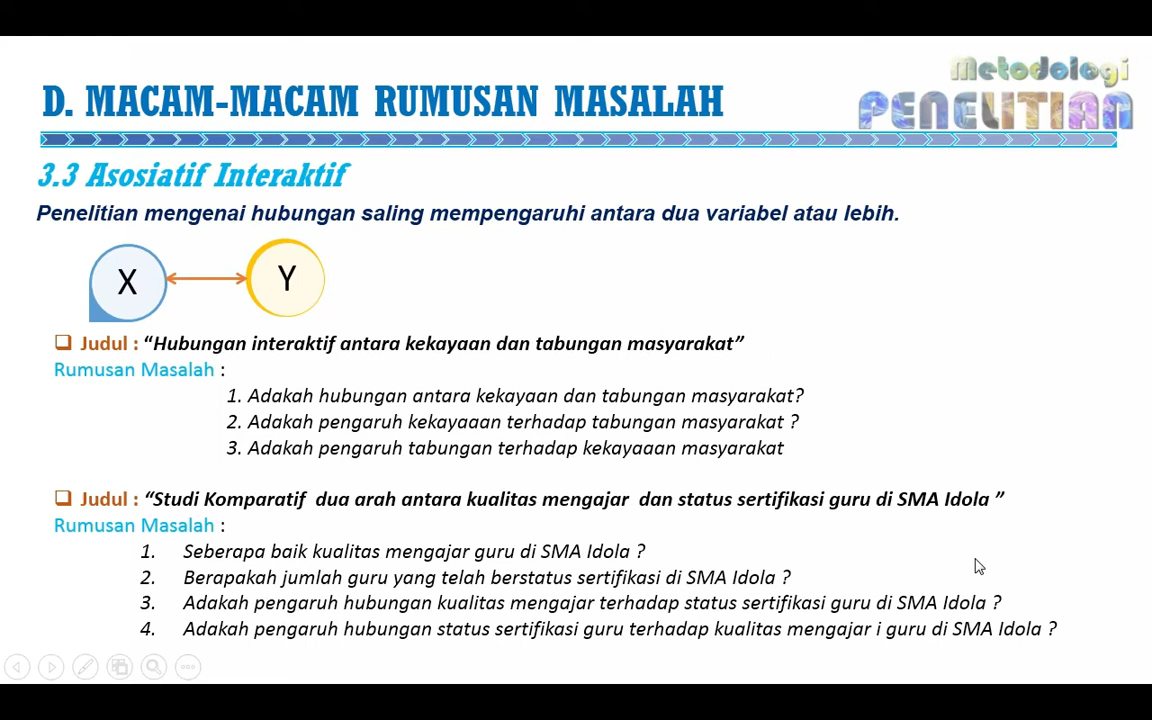 Metodologi
PENELITIAN
D. MACAM-MACAM RUMUSAN MASALAH
3.3 Asosiatif Interaktif
Penelitian mengenai hubungan saling mempengaruhi antara dua variabel atau lebih.
X Y
Judul : “Hubungan interaktif antara kekayaan dan tabungan masyarakat”
Rumusan Masalah :
1. Adakah hubungan antara kekayaan dan tabungan masyarakat?
2. Adakah pengaruh kekayaaan terhadap tabungan masyarakat ?
3. Adakah pengaruh tabungan terhadap kekayaaan masyarakat
Judul : “Studi Komparatif dua arah antara kualitas mengajar dan status sertifikasi guru di SMA Idola ”
Rumusan Masalah :
1. Seberapa baik kualitas mengajar guru di SMA Idola ?
2. Berapakah jumlah guru yang telah berstatus sertifikasi di SMA Idola ?
3. Adakah pengaruh hubungan kualitas mengajar terhadap status sertifikasi guru di SMA Idola ?
4. Adakah pengaruh hubungan status sertifikasi guru terhadap kualitas mengajar i guru di SMA Idola ?